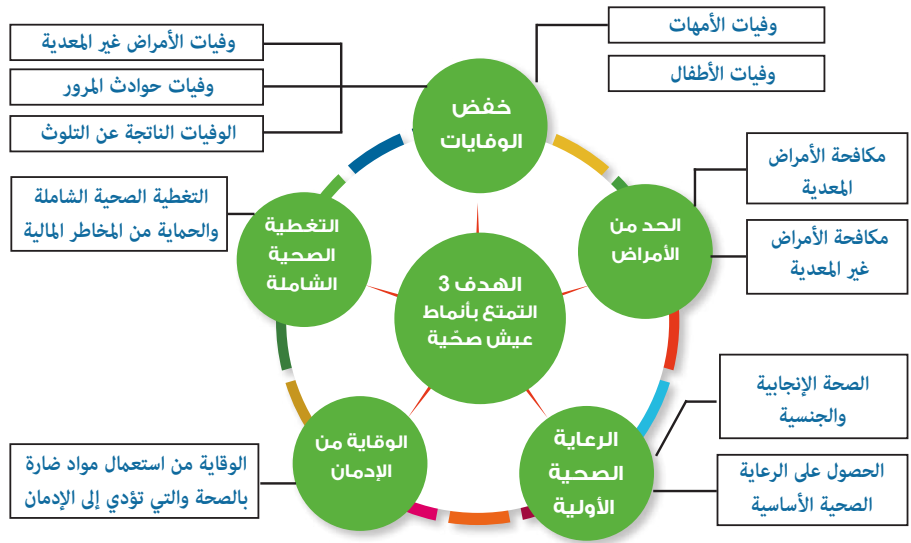 وفيات الأمهات
وفيات الأطفال
وفيات الأمراض غير المعدية
وفيات حوادث المرور
الوفيات الناتجة عن التلوث
خفض
الوفايات
مكافحة الأمراض
المعدية
مكافحة الأمراض
غير المعدية
الحد من
الأمراض
التغطية الصحية الشاملة
والحماية من المخاطر المالية
التغطية
الصحية
الشاملة
الهدف 3
التمتع بأنماط
عيش صحّية
الصحة الإنجابية
والجنسية
الحصول على الرعاية
الصحية الأساسية
الرعاية
الصحية
الأولية
الوقاية من
الإدمان
الوقاية من استعمال مواد ضارة
بالصحة والتي تؤدي إلى الإدمان